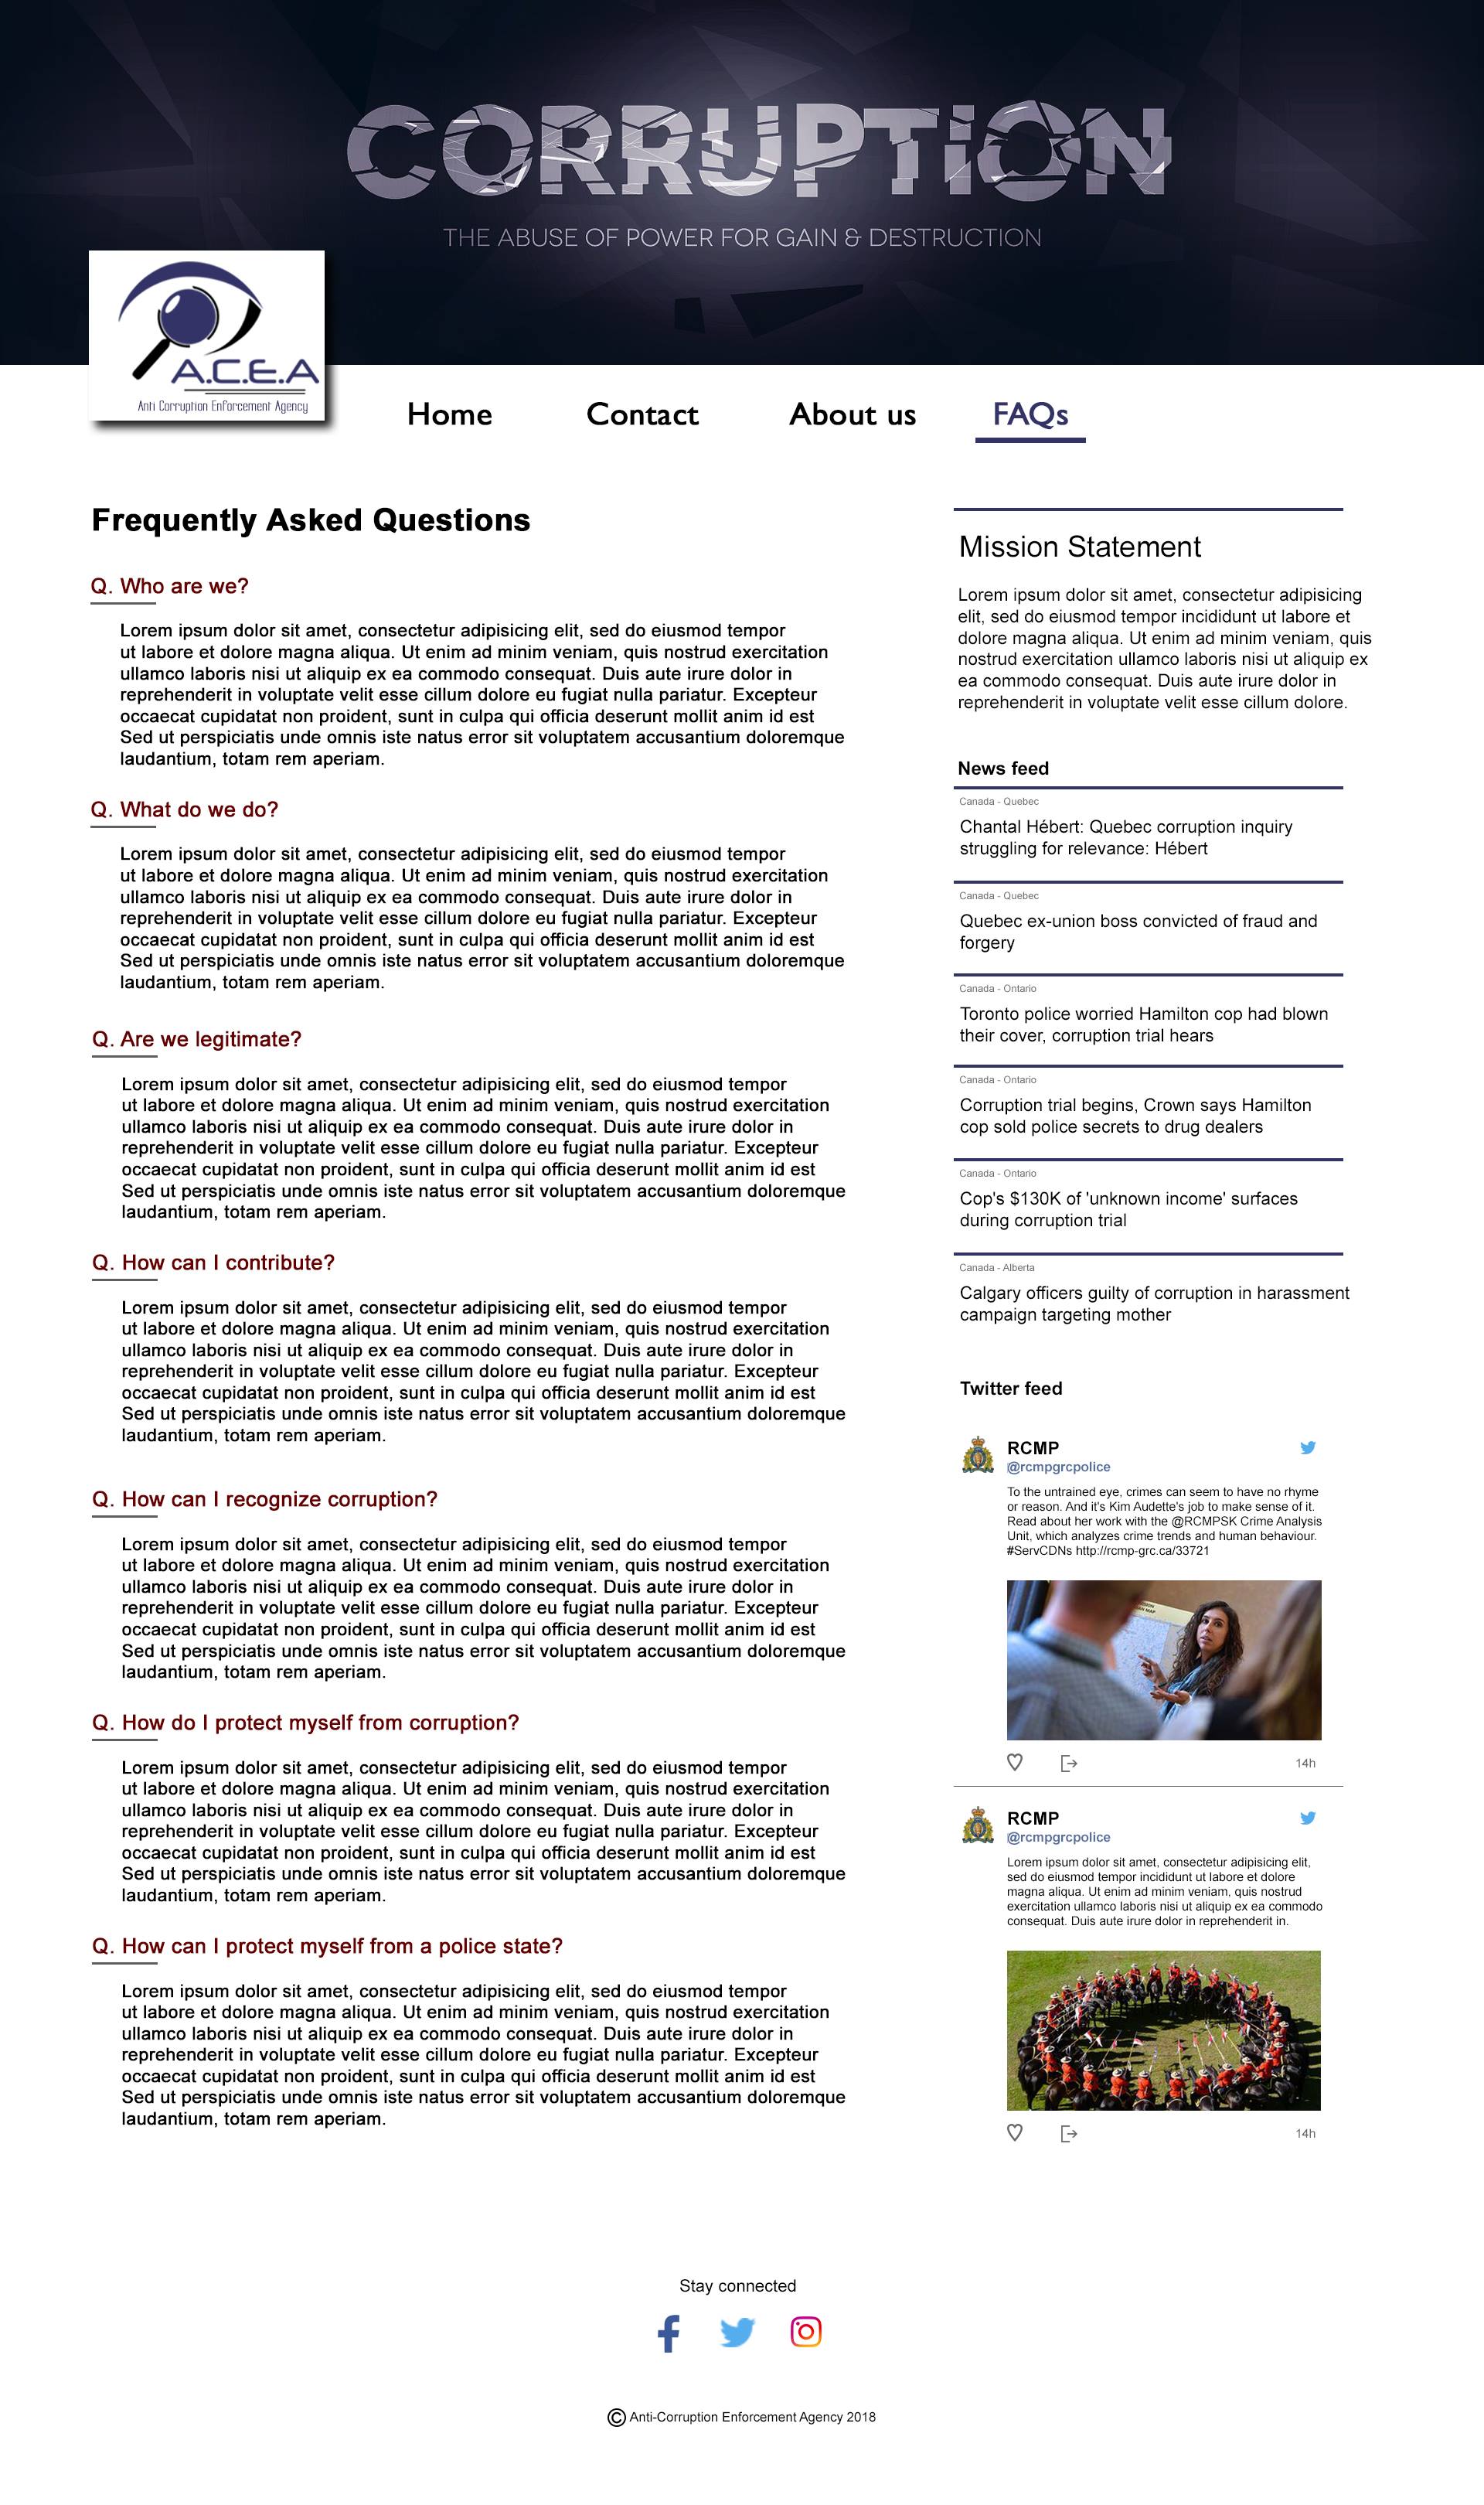 CORRUPTION
THE ABUSE OF POWER FOR GAIN & DESTRUCTION
A.C.E.A
Anti Corruption Enforcement Agency
Home Contact About us FAQs
Frequently Asked Questions
Q. Who are we?
Lorem ipsum dolor sit amet, consectetur adipisicing elit, sed do eiusmod tempor
ut labore et dolore magna aliqua. Ut enim ad minim veniam, quis nostrud exercitation
ullamco laboris nisi ut aliquip ex ea commodo consequat. Duis aute irure dolor in
reprehenderit in voluptate velit esse cillum dolore eu fugiat nulla pariatur. Excepteur
occaecat cupidatat non proident, sunt in culpa qui officia deserunt mollit anim id est
Sed ut perspiciatis unde omnis iste natus error sit voluptatem accusantium doloremque
laudantium, totam rem aperiam.
Q. What do we do?
Lorem ipsum dolor sit amet, consectetur adipisicing elit, sed do eiusmod tempor
ut labore et dolore magna aliqua. Ut enim ad minim veniam, quis nostrud exercitation
ullamco laboris nisi ut aliquip ex ea commodo consequat. Duis aute irure dolor in
reprehenderit in voluptate velit esse cillum dolore eu fugiat nulla pariatur. Excepteur
occaecat cupidatat non proident, sunt in culpa qui officia deserunt mollit anim id est
Sed ut perspiciatis unde omnis iste natus error sit voluptatem accusantium doloremque
laudantium, totam rem aperiam.
Q. Are we legitimate?
Lorem ipsum dolor sit amet, consectetur adipisicing elit, sed do eiusmod tempor
ut labore et dolore magna aliqua. Ut enim ad minim veniam, quis nostrud exercitation
ullamco laboris nisi ut aliquip ex ea commodo consequat. Duis aute irure dolor in
reprehenderit in voluptate velit esse cillum dolore eu fugiat nulla pariatur. Excepteur
occaecat cupidatat non proident, sunt in culpa qui officia deserunt mollit anim id est
Sed ut perspiciatis unde omnis iste natus error sit voluptatem accusantium doloremque
laudantium, totam rem aperiam.
Q. How can I contribute?
Lorem ipsum dolor sit amet, consectetur adipisicing elit, sed do eiusmod tempor
ut labore et dolore magna aliqua. Ut enim ad minim veniam, quis nostrud exercitation
ullamco laboris nisi ut aliquip ex ea commodo consequat. Duis aute irure dolor in
reprehenderit in voluptate velit esse cillum dolore eu fugiat nulla pariatur. Excepteur
occaecat cupidatat non proident, sunt in culpa qui officia deserunt mollit anim id est
Sed ut perspiciatis unde omnis iste natus error sit voluptatem accusantium doloremque
laudantium, totam rem aperiam.
Q. How can I recognize corruption?
Lorem ipsum dolor sit amet, consectetur adipisicing elit, sed do eiusmod tempor
ut labore et dolore magna aliqua. Ut enim ad minim veniam, quis nostrud exercitation
ullamco laboris nisi ut aliquip ex ea commodo consequat. Duis aute irure dolor in
reprehenderit in voluptate velit esse cillum dolore eu fugiat nulla pariatur. Excepteur
occaecat cupidatat non proident, sunt in culpa qui officia deserunt mollit anim id est
Sed ut perspiciatis unde omnis iste natus error sit voluptatem accusantium doloremque
laudantium, totam rem aperiam.
Q. How do I protect myself from corruption?
Lorem ipsum dolor sit amet, consectetur adipisicing elit, sed do eiusmod tempor
ut labore et dolore magna aliqua. Ut enim ad minim veniam, quis nostrud exercitation
ullamco laboris nisi ut aliquip ex ea commodo consequat. Duis aute irure dolor in
reprehenderit in voluptate velit esse cillum dolore eu fugiat nulla pariatur. Excepteur
occaecat cupidatat non proident, sunt in culpa qui officia deserunt mollit anim id est
Sed ut perspiciatis unde omnis iste natus error sit voluptatem accusantium doloremque
laudantium, totam rem aperiam.
Q. How can I protect myself from a police state?
Lorem ipsum dolor sit amet, consectetur adipisicing elit, sed do eiusmod tempor
ut labore et dolore magna aliqua. Ut enim ad minim veniam, quis nostrud exercitation
ullamco laboris nisi ut aliquip ex ea commodo consequat. Duis aute irure dolor in
reprehenderit in voluptate velit esse cillum dolore eu fugiat nulla pariatur. Excepteur
occaecat cupidatat non proident, sunt in culpa qui officia deserunt mollit anim id est
Sed ut perspiciatis unde omnis iste natus error sit voluptatem accusantium doloremque
laudantium, totam rem aperiam.
Mission Statement
Lorem ipsum dolor sit amet, consectetur adipisicing
elit, sed do eiusmod tempor incididunt ut labore et
dolore magna aliqua. Ut enim ad minim veniam, quis
nostrud exercitation ullamco laboris nisi ut aliquip ex
ea commodo consequat. Duis aute irure dolor in
reprehenderit in voluptate velit esse cillum dolore.
News feed
Canada - Quebec
Chantal Hébert: Quebec corruption inquiry
struggling for relevance: Hébert
Canada - Quebec
Quebec ex-union boss convicted of fraud and
forgery
Canada - Ontario
Toronto police worried Hamilton cop had blown
their cover, corruption trial hears
Canada - Ontario
Corruption trial begins, Crown says Hamilton
cop sold police secrets to drug dealers
Canada - Ontario
Cop's $130K of 'unknown income' surfaces
during corruption trial
Canada - Alberta
Calgary officers guilty of corruption in harassment
campaign targeting mother
Twitter feed
RCMP
@rcmpgrcpolice
To the untrained eye, crimes can seem to have no rhyme
or reason. And it's Kim Audette's job to make sense of it.
Read about her work with the @RCMPSK Crime Analysis
Unit, which analyzes crime trends and human behaviour.
#ServCDNs http://rcmp-grc.ca/33721
14h
RCMP
@rcmpgrcpolice
Lorem ipsum dolor sit amet, consectetur adipisicing elit,
sed do eiusmod tempor incididunt ut labore et dolore
magna aliqua. Ut enim ad minim veniam, quis nostrud
exercitation ullamco laboris nisi ut aliquip ex ea commodo
consequat. Duis aute irure dolor in reprehenderit in.
14h
Stay connected
© Anti-Corruption Enforcement Agency 2018